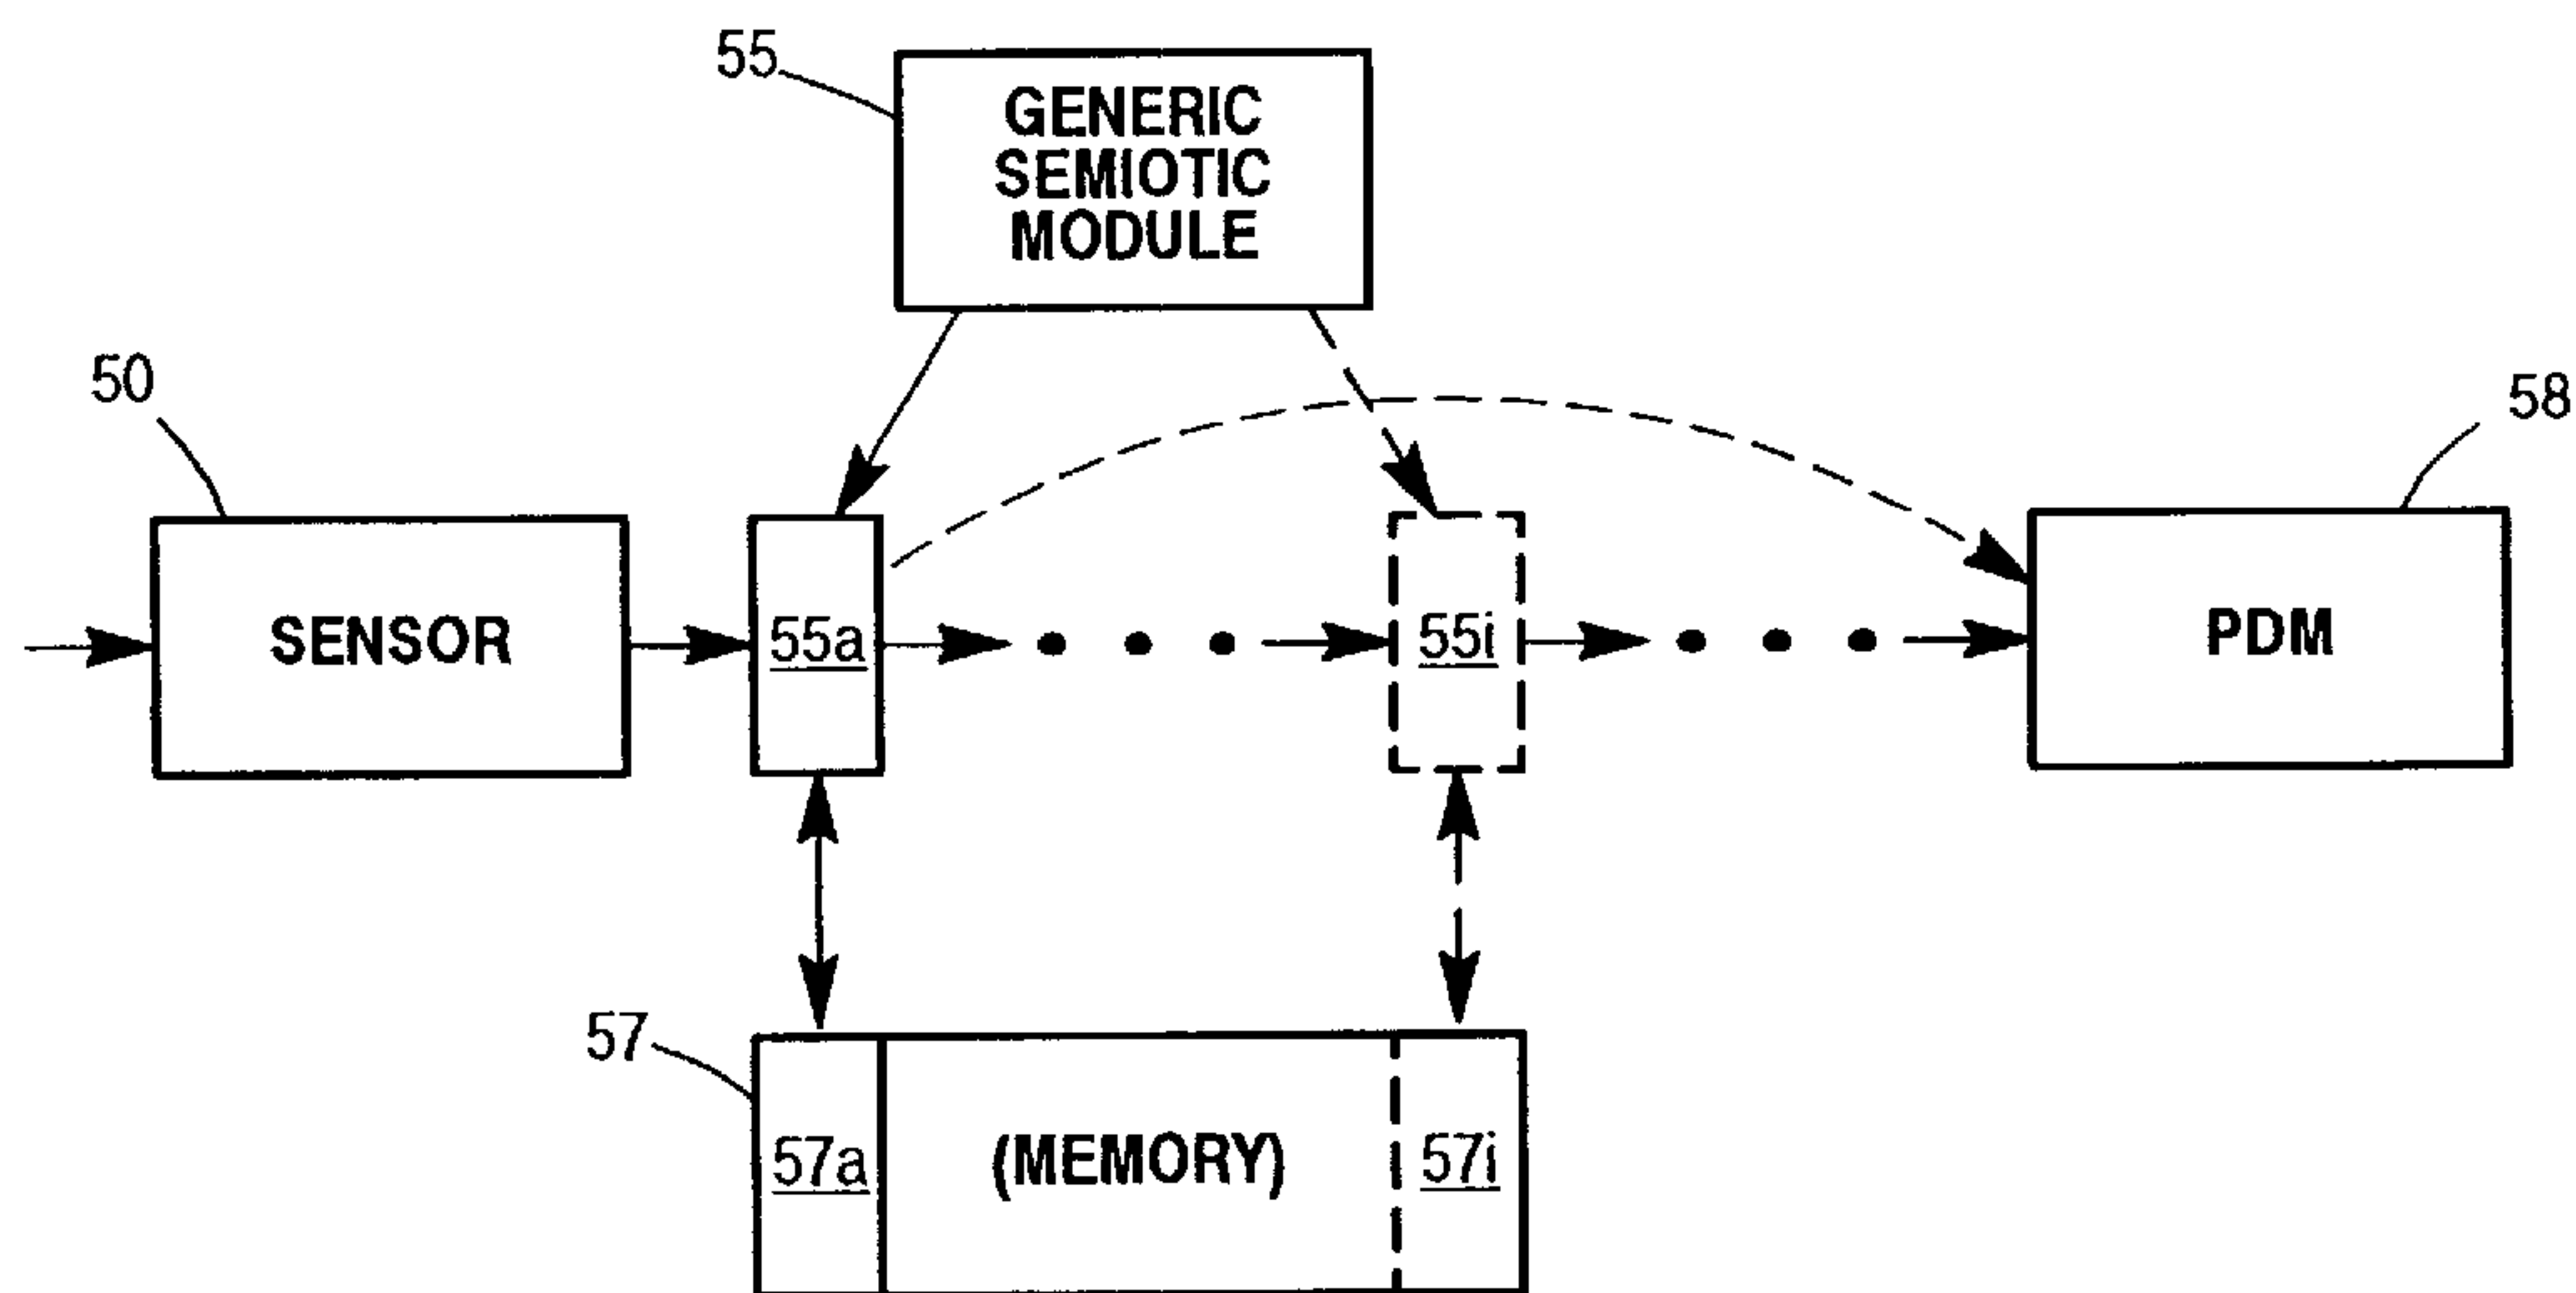 55
GENERIC
SEMIOTIC
MODULE
50
58
SENSOR
55a
55i
PDM
57
57a
(MEMORY)
57i